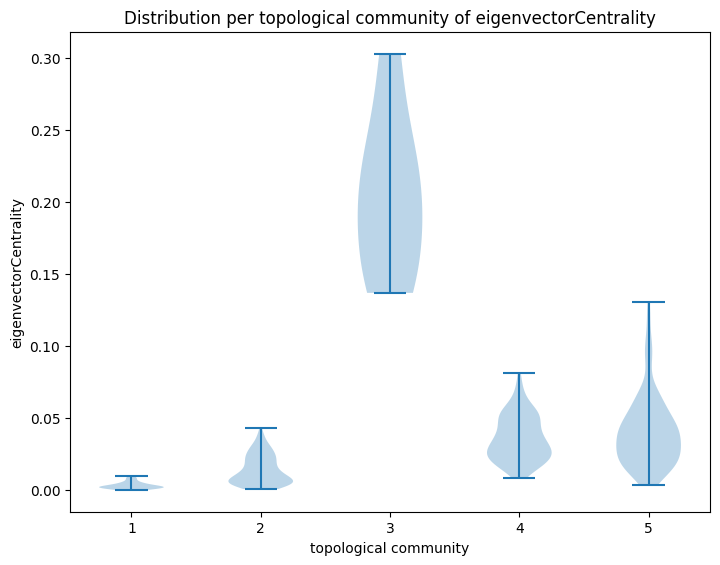 Distribution per topological community of eigenvectorCentrality
eigenvectorCentrality
0.30
0.25
0.20
0.15
0.10
0.05
0.00
1 2 3 4 5
topological community